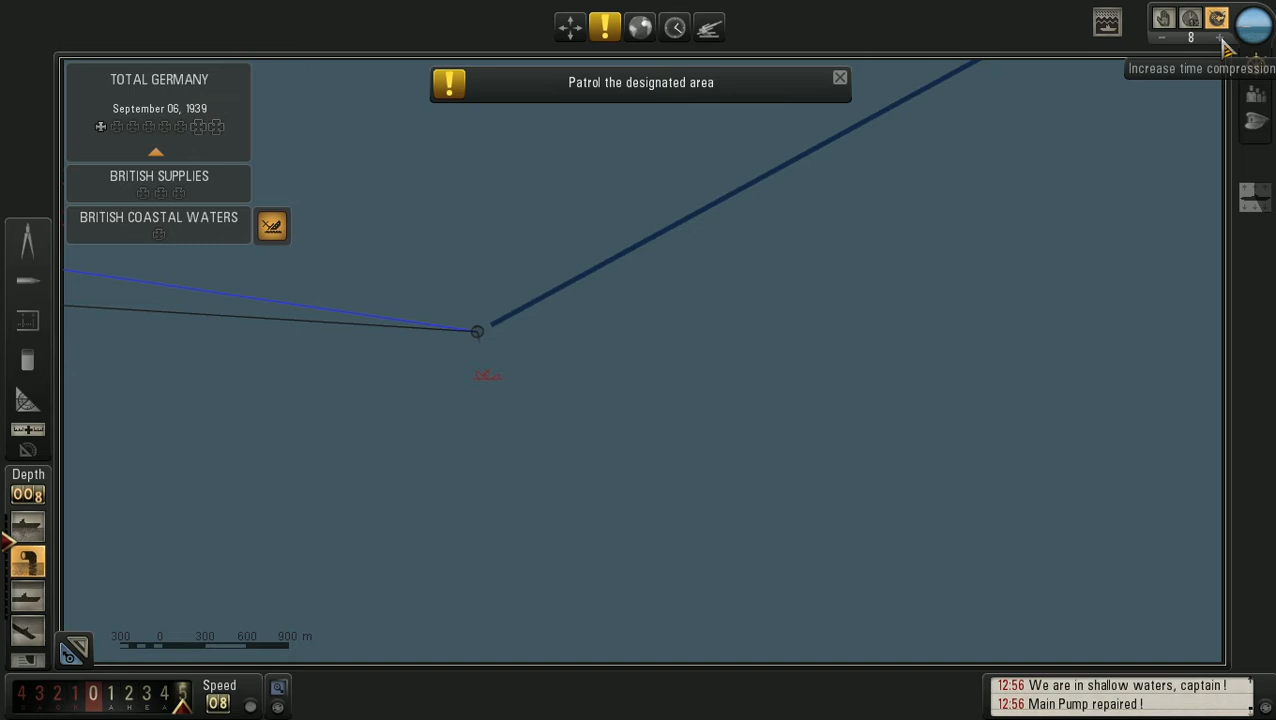 8
Increase time compression
Patrol the designated area
TOTAL GERMANY
September 06, 1939
BRITISH SUPPLIES
BRITISH COASTAL WATERS
Depth
008
300 0 300 600 900 m
4 3 2 1 0 1 2 3 4 5
BACK AHEA
Speed
08
12:56 We are in shallow waters, captain !
12:56 Main Pump repaired !